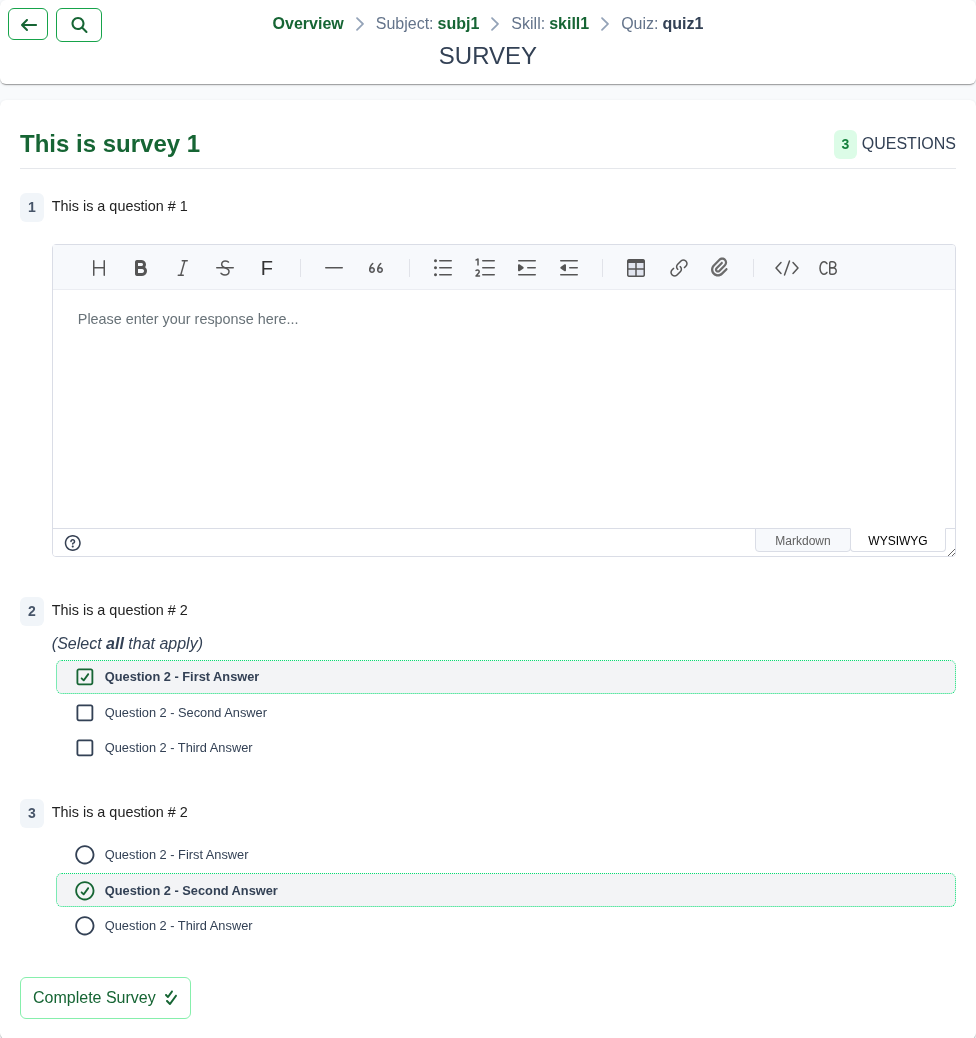 Overview > Subject: subj1 > Skill: skill1 > Quiz: quiz1
SURVEY
This is survey 1
3 QUESTIONS
1 This is a question # 1
H B I S F — 66 </> CB
Please enter your response here...
Markdown WYSIWYG
2 This is a question # 2
(Select all that apply)
Question 2 - First Answer
Question 2 - Second Answer
Question 2 - Third Answer
3 This is a question # 2
Question 2 - First Answer
Question 2 - Second Answer
Question 2 - Third Answer
Complete Survey